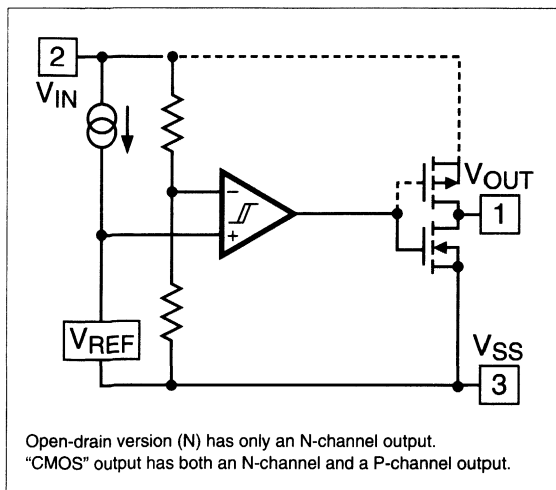 2
VIN
VOUT
1
−
+
VREF
VSS
3
Open-drain version (N) has only an N-channel output.
“CMOS” output has both an N-channel and a P-channel output.